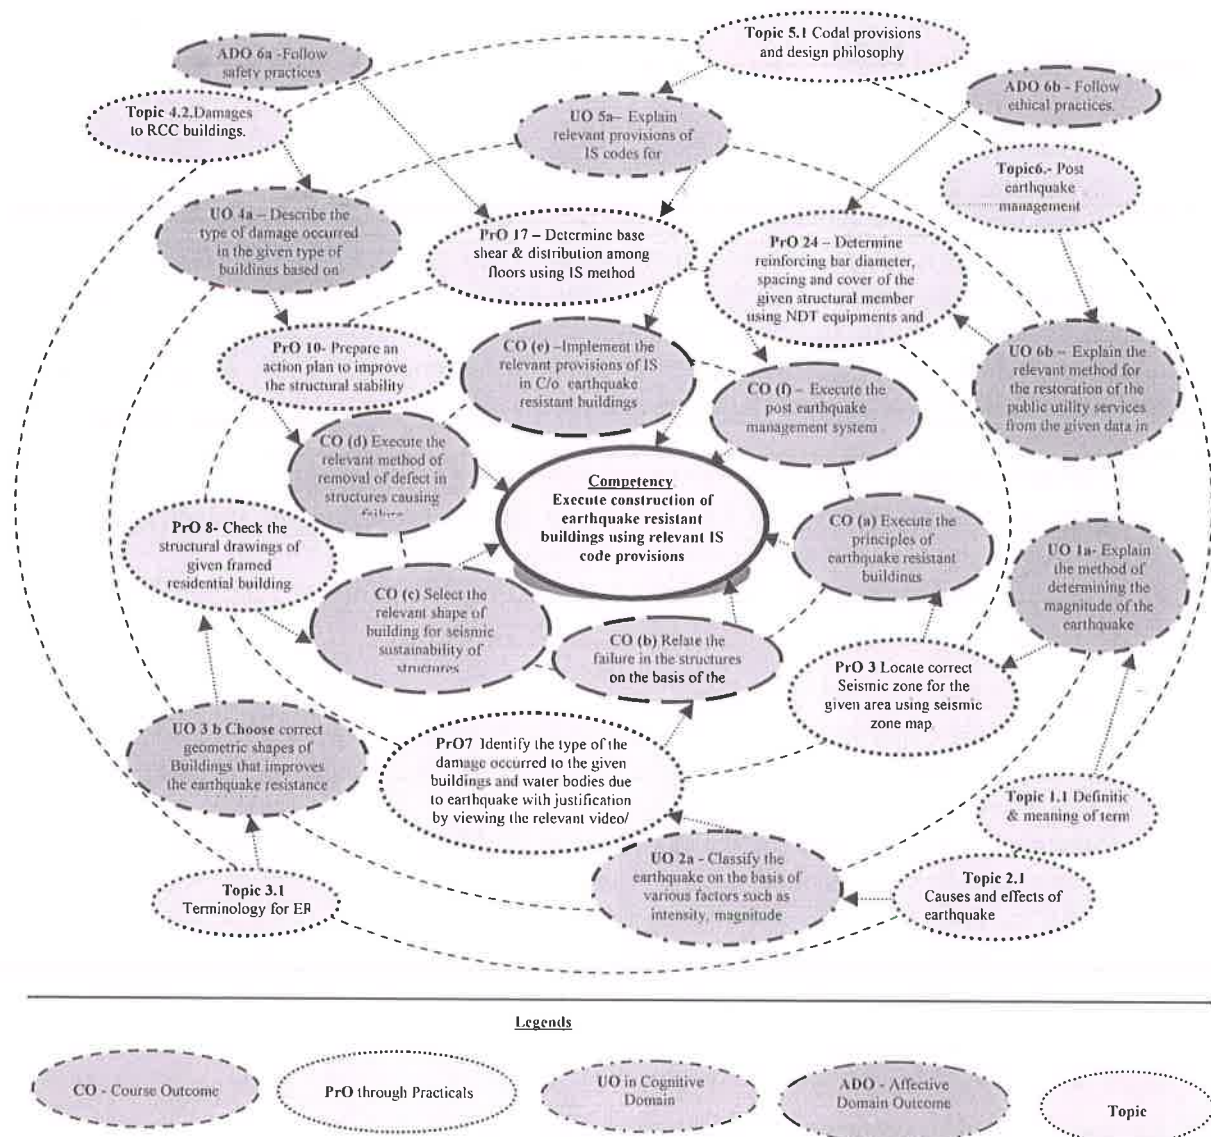 ADO 6a -Follow
safety practices
Topic 5.1 Codal provisions
and design philosophy
ADO 6b - Follow
ethical practices.
Topic 4.2.Damages
to RCC buildings.
UO 5a– Explain
relevant provisions of
IS codes for
Topic6.- Post
earthquake
management
UO 4a – Describe the
type of damage occurred
in the given type of
buildings based on
PrO 17 – Determine base
shear & distribution among
floors using IS method
PrO 24 – Determine
reinforcing bar diameter,
spacing and cover of the
given structural member
using NDT equipments and
PrO 10- Prepare an
action plan to improve
the structural stability
CO (e) –Implement the
relevant provisions of IS
in C/o earthquake
resistant buildings
CO (f) – Execute the
post earthquake
management system
UO 6b – Explain the
relevant method for
the restoration of the
public utility services
from the given data in
CO (d) Execute the
relevant method of
removal of defect in
structures causing
failure
Competency
Execute construction of
earthquake resistant
buildings using relevant IS
code provisions
PrO 8- Check the
structural drawings of
given framed
residential building
CO (a) Execute the
principles of
earthquake resistant
buildings
UO 1a- Explain
the method of
determining the
magnitude of the
earthquake
CO (c) Select the
relevant shape of
building for seismic
sustainability of
structures
CO (b) Relate the
failure in the structures
on the basis of the
PrO 3 Locate correct
Seismic zone for the
given area using seismic
zone map
UO 3 b Choose correct
geometric shapes of
Buildings that improves
the earthquake resistance
PrO7 Identify the type of the
damage occurred to the given
buildings and water bodies due
to earthquake with justification
by viewing the relevant video/
Topic 1.1 Definitic
& meaning of term
UO 2a - Classify the
earthquake on the basis of
various factors such as
intensity, magnitude
Topic 2.1
Causes and effects of
earthquake
Topic 3.1
Terminology for ER
Legends
CO - Course Outcome
PrO through Practicals
UO in Cognitive
Domain
ADO - Affective
Domain Outcome
Topic